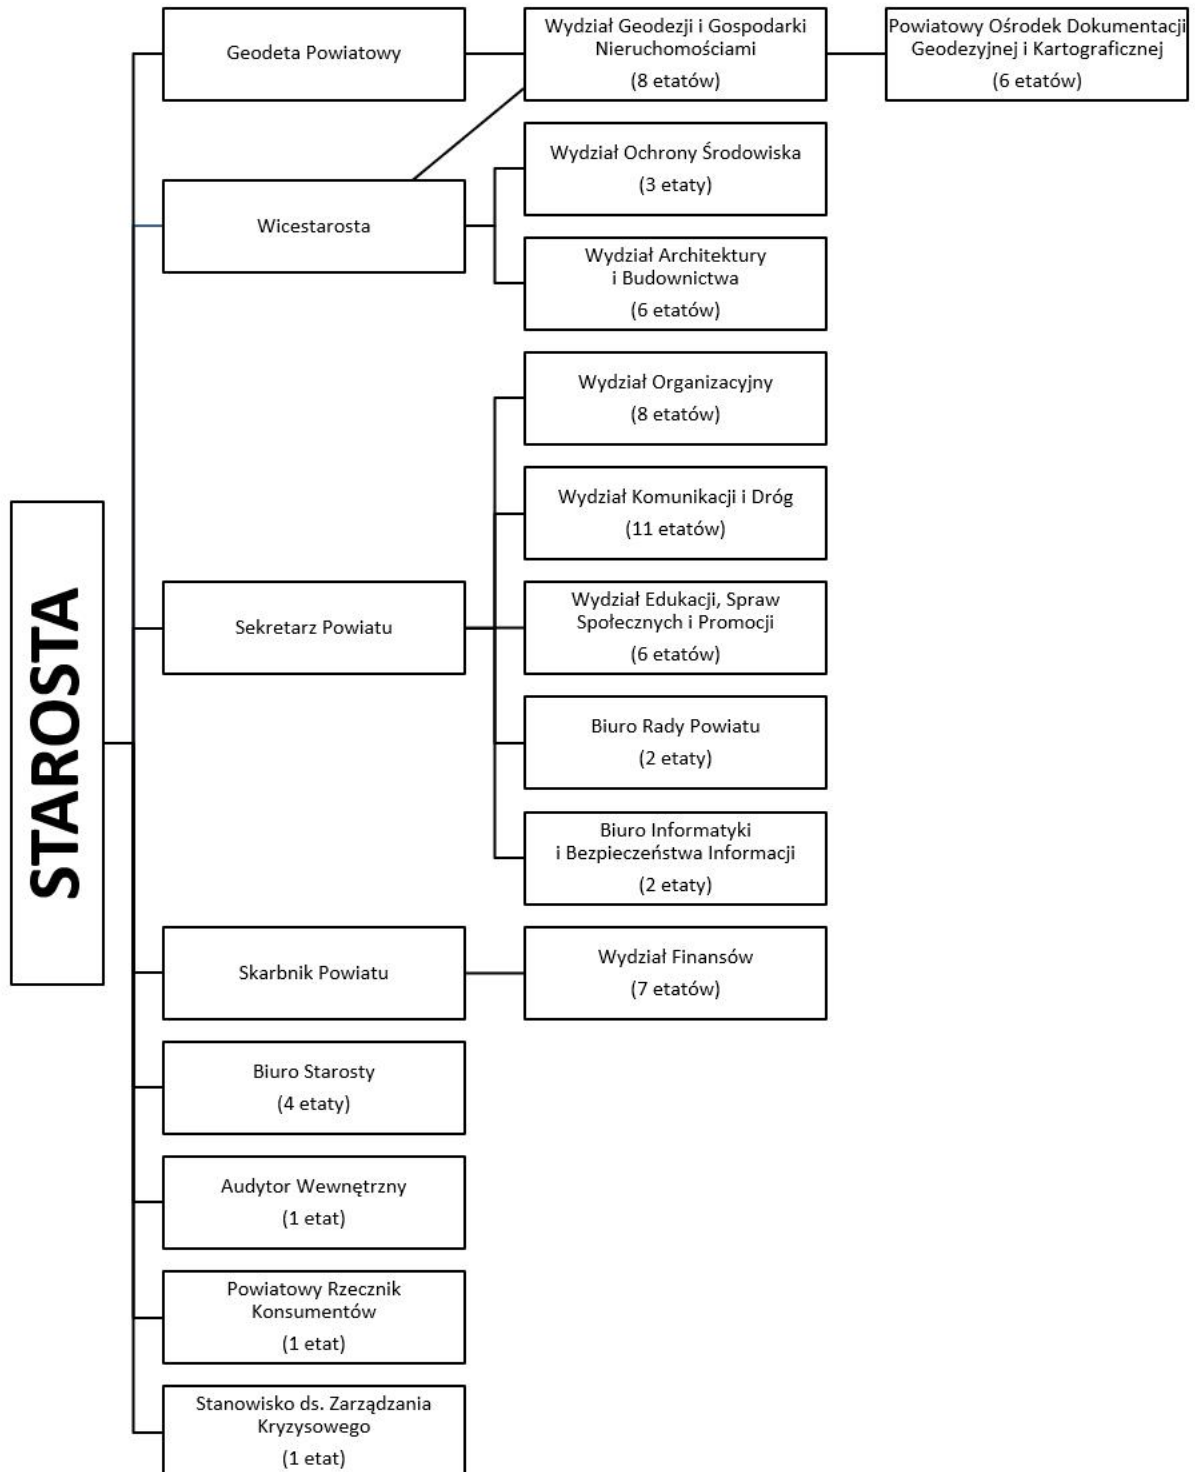 STAROSTA
Geodeta Powiatowy
Wydział Geodezji i Gospodarki
Nieruchomościami
(8 etatów)
Powiatowy Ośrodek Dokumentacji
Geodezyjnej i Kartograficznej
(6 etatów)
Wicestarosta
Wydział Ochrony Środowiska
(3 etaty)
Wydział Architektury
i Budownictwa
(6 etatów)
Sekretarz Powiatu
Wydział Organizacyjny
(8 etatów)
Wydział Komunikacji i Dróg
(11 etatów)
Wydział Edukacji, Spraw
Społecznych i Promocji
(6 etatów)
Biuro Rady Powiatu
(2 etaty)
Biuro Informatyki
i Bezpieczeństwa Informacji
(2 etaty)
Skarbnik Powiatu
Wydział Finansów
(7 etatów)
Biuro Starosty
(4 etaty)
Audytor Wewnętrzny
(1 etat)
Powiatowy Rzecznik
Konsumentów
(1 etat)
Stanowisko ds. Zarządzania
Kryzysowego
(1 etat)